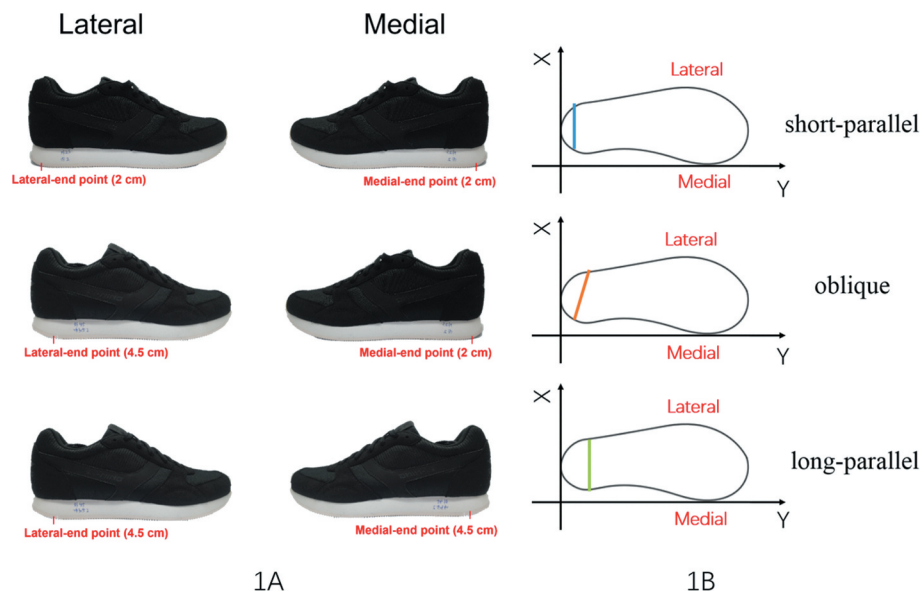 Lateral
Medial
Lateral-end point (2 cm)
Medial-end point (2 cm)
X
Lateral
Medial
Y
short-parallel
Lateral-end point (4.5 cm)
Medial-end point (2 cm)
X
Lateral
Medial
Y
oblique
Lateral-end point (4.5 cm)
Medial-end point (4.5 cm)
X
Lateral
Medial
Y
long-parallel
1A
1B